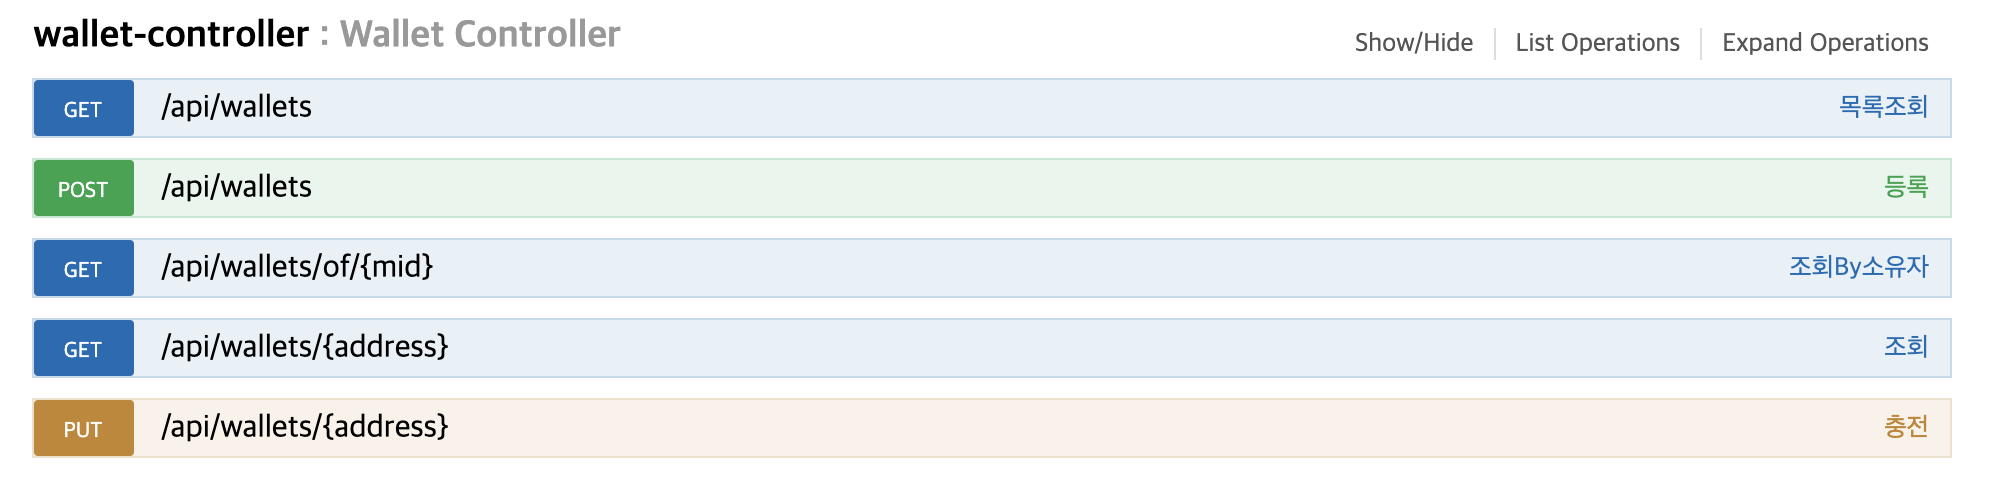 wallet-controller : Wallet Controller
Show/Hide List Operations Expand Operations
GET /api/wallets 목록조회
POST /api/wallets 등록
GET /api/wallets/of/{mid} 조회By소유자
GET /api/wallets/{address} 조회
PUT /api/wallets/{address} 충전